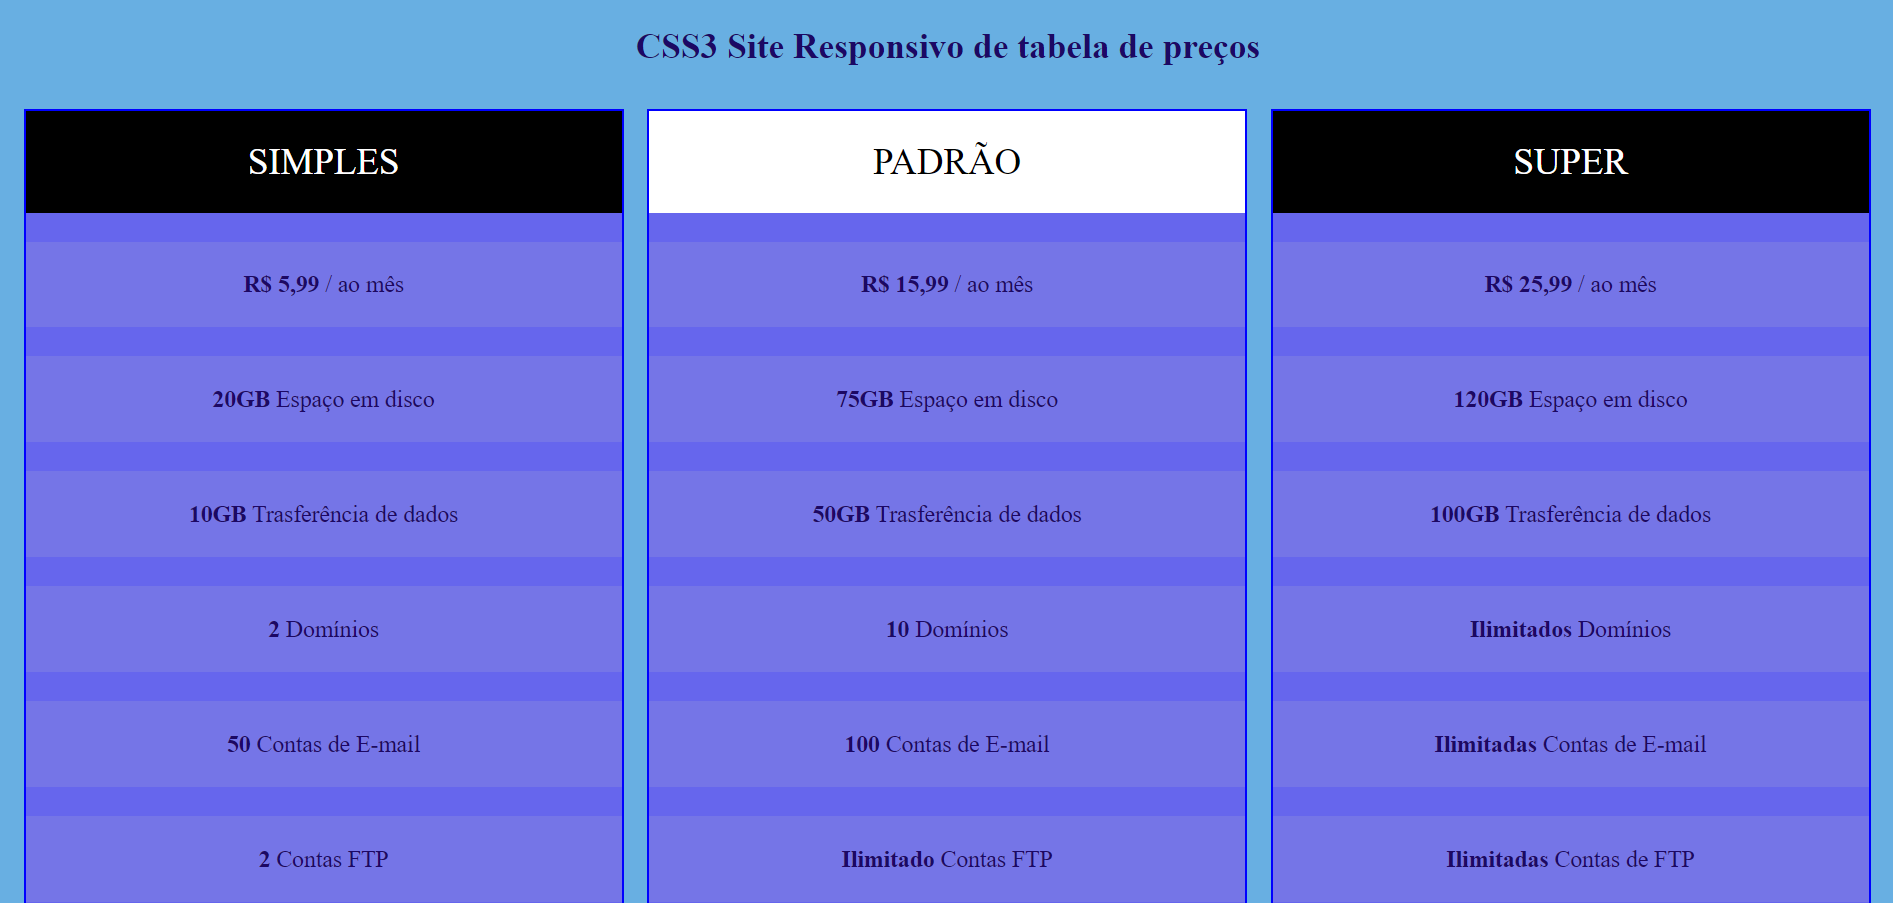 CSS3 Site Responsivo de tabela de preços
SIMPLES
R$ 5,99 / ao mês
20GB Espaço em disco
10GB Trasferência de dados
2 Domínios
50 Contas de E-mail
2 Contas FTP
PADRÃO
R$ 15,99 / ao mês
75GB Espaço em disco
50GB Trasferência de dados
10 Domínios
100 Contas de E-mail
Ilimitado Contas FTP
SUPER
R$ 25,99 / ao mês
120GB Espaço em disco
100GB Trasferência de dados
Ilimitados Domínios
Ilimitadas Contas de E-mail
Ilimitadas Contas de FTP